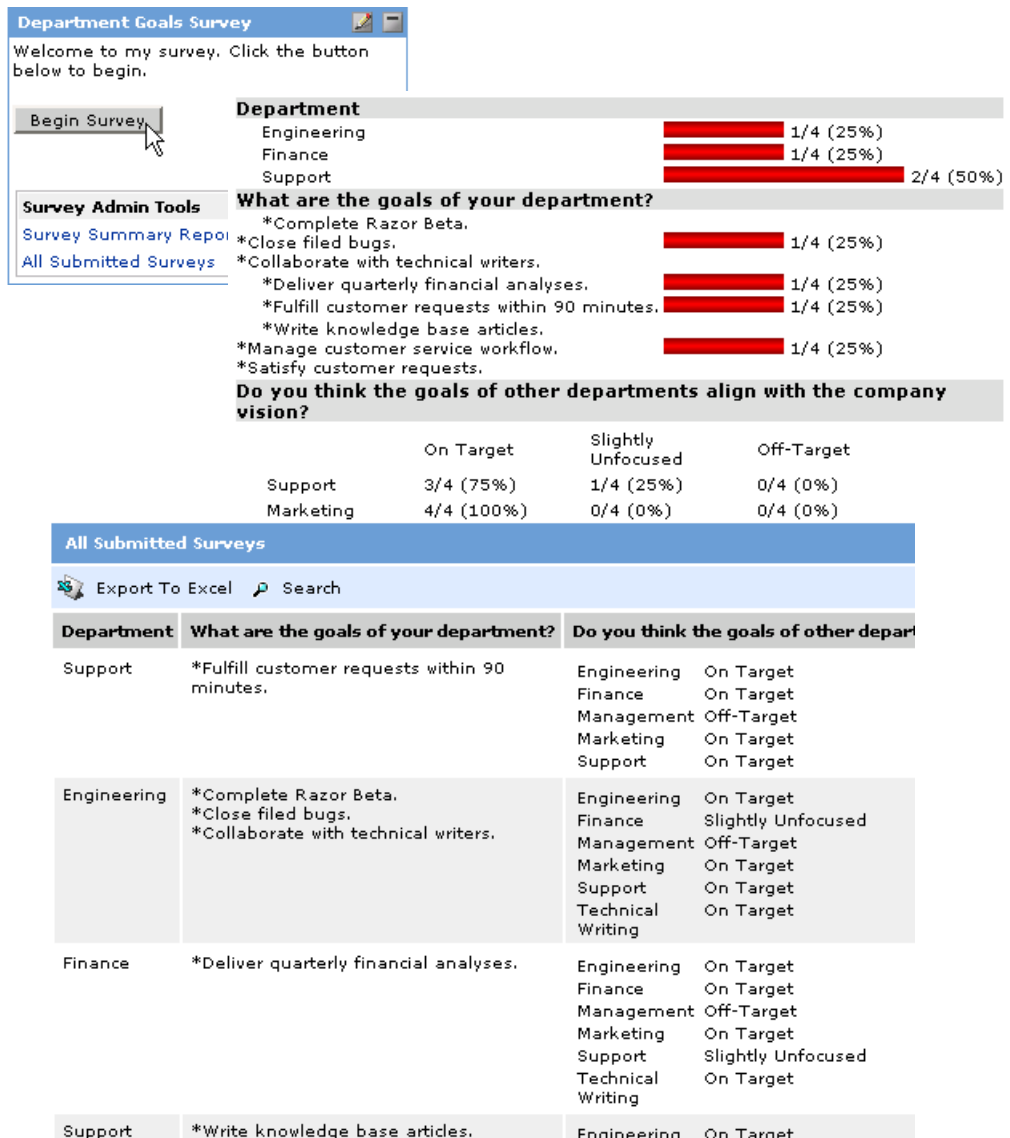 Department Goals Survey
Welcome to my survey. Click the button
below to begin.
Begin Survey
Survey Admin Tools
Survey Summary Repo
All Submitted Surveys
Department
Engineering 1/4 (25%)
Finance 1/4 (25%)
Support 2/4 (50%)
What are the goals of your department?
*Complete Razor Beta.
*Close filed bugs. 1/4 (25%)
*Collaborate with technical writers.
*Deliver quarterly financial analyses. 1/4 (25%)
*Fulfill customer requests within 90 minutes. 1/4 (25%)
*Write knowledge base articles.
*Manage customer service workflow. 1/4 (25%)
*Satisfy customer requests.
Do you think the goals of other departments align with the company
vision?
On Target Slightly Unfocused Off-Target
Support 3/4 (75%) 1/4 (25%) 0/4 (0%)
Marketing 4/4 (100%) 0/4 (0%) 0/4 (0%)
All Submitted Surveys
Export To Excel Search
Department What are the goals of your department? Do you think the goals of other depart
Support *Fulfill customer requests within 90
minutes.
Engineering On Target
Finance On Target
Management Off-Target
Marketing On Target
Support On Target
Engineering *Complete Razor Beta.
*Close filed bugs.
*Collaborate with technical writers.
Engineering On Target
Finance Slightly Unfocused
Management Off-Target
Marketing On Target
Support On Target
Technical On Target
Writing
Finance *Deliver quarterly financial analyses.
Engineering On Target
Finance On Target
Management Off-Target
Marketing On Target
Support Slightly Unfocused
Technical On Target
Writing
Support *Write knowledge base articles.
Engineering On Target